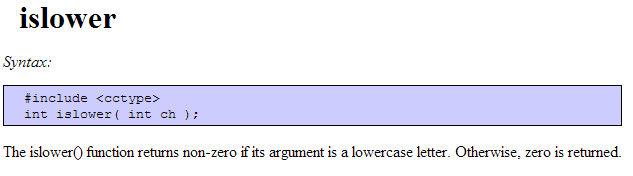 islower
Syntax:
#include <cctype>
int islower( int ch );
The islower() function returns non-zero if its argument is a lowercase letter. Otherwise, zero is returned.